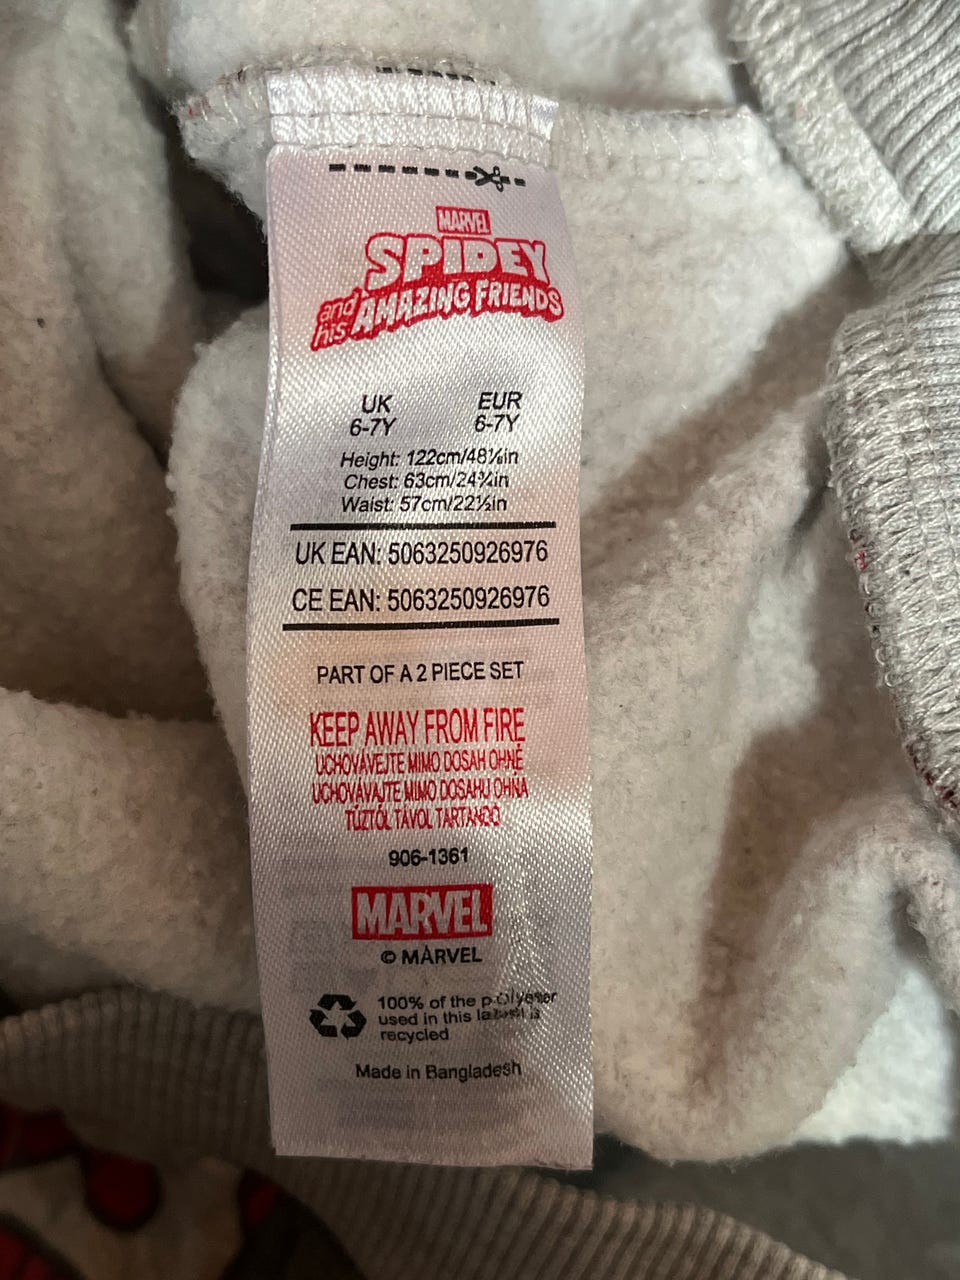 MARVEL
SPIDEY
and his AMAZING FRIENDS
UK EUR
6-7Y 6-7Y
Height: 122cm/48⅛in
Chest: 63cm/24¾in
Waist: 57cm/22½in
UK EAN: 5063250926976
CE EAN: 5063250926976
PART OF A 2 PIECE SET
KEEP AWAY FROM FIRE
UCHOVÁVEJTE MIMO DOSAH OHNĚ
UCHOVÁVAJTE MIMO DOSAHU OHŇA
TŰZTŐL TÁVOL TARTANDÓ
906-1361
MARVEL
© MARVEL
100% of the polyester
used in this label is
recycled
Made in Bangladesh